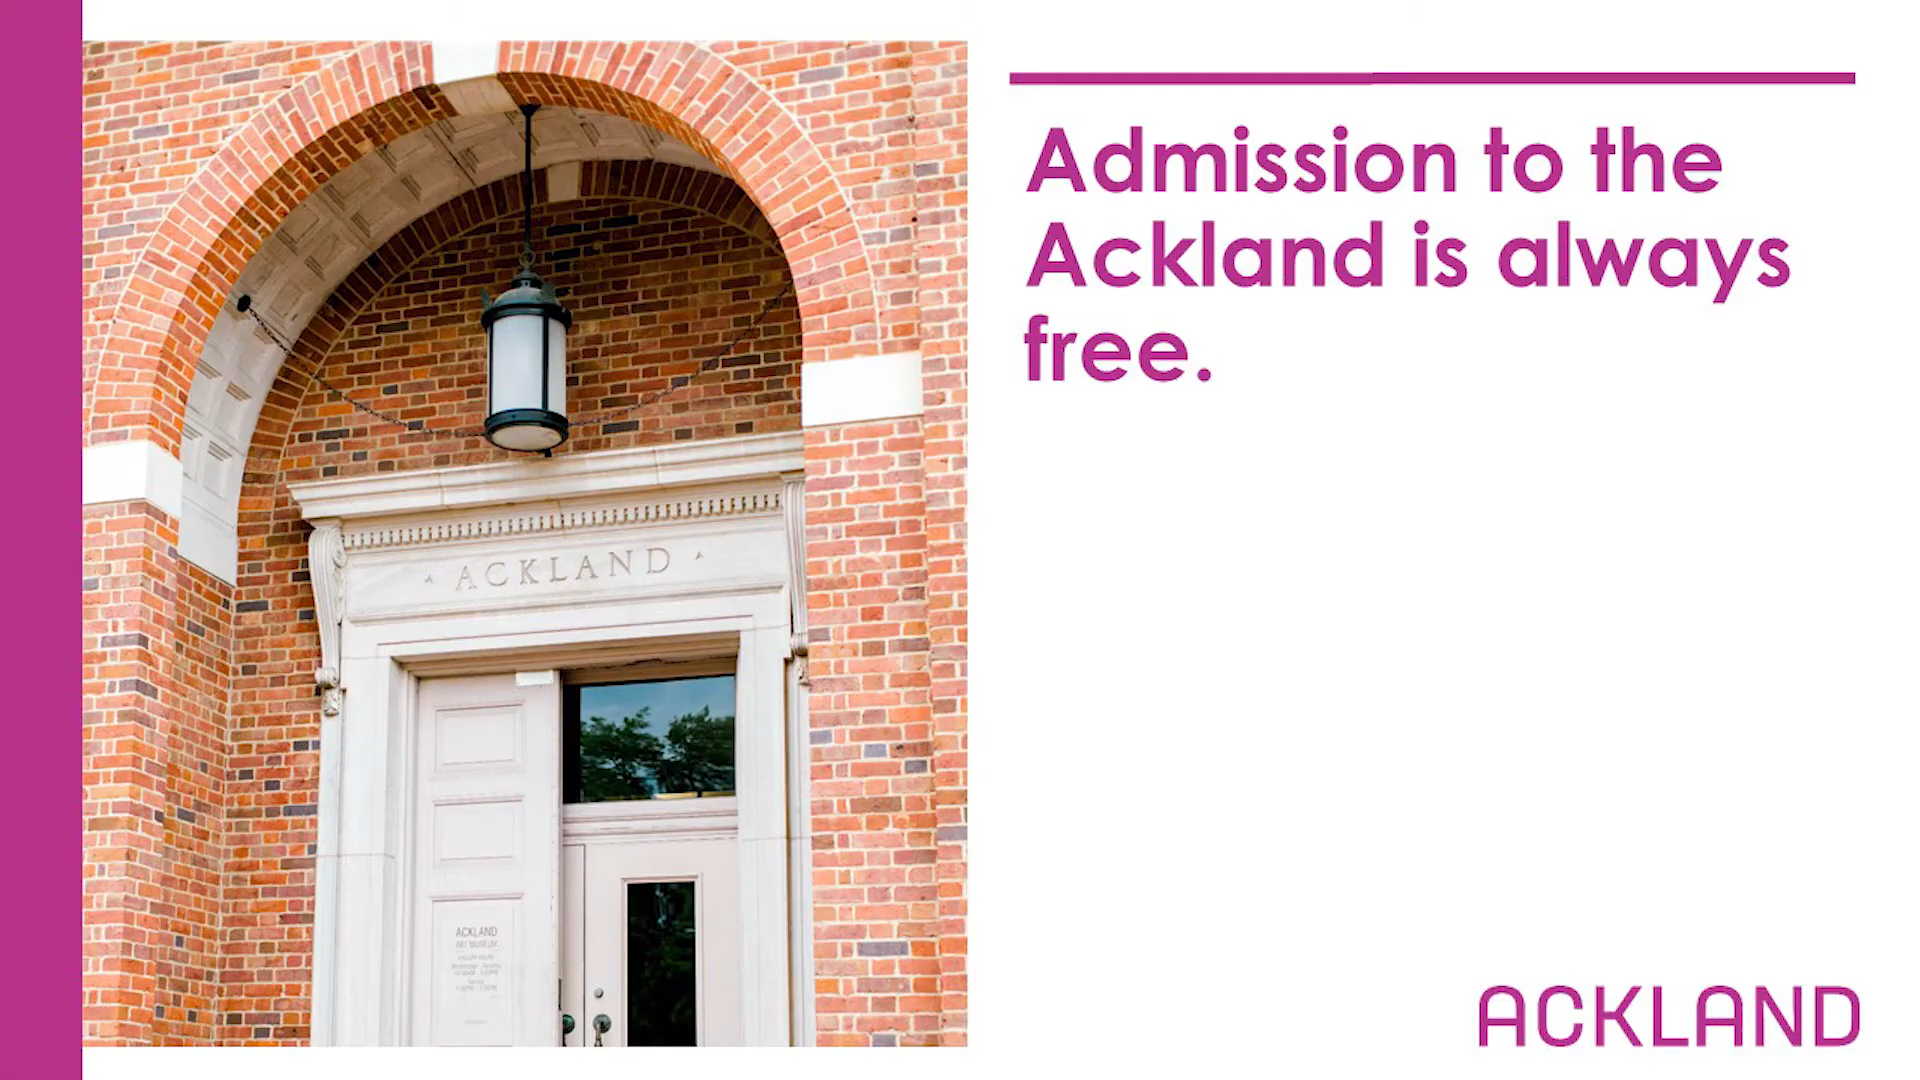 Admission to the
Ackland is always
free.
ACKLAND
ACKLAND
ART MUSEUM
ACKLAND